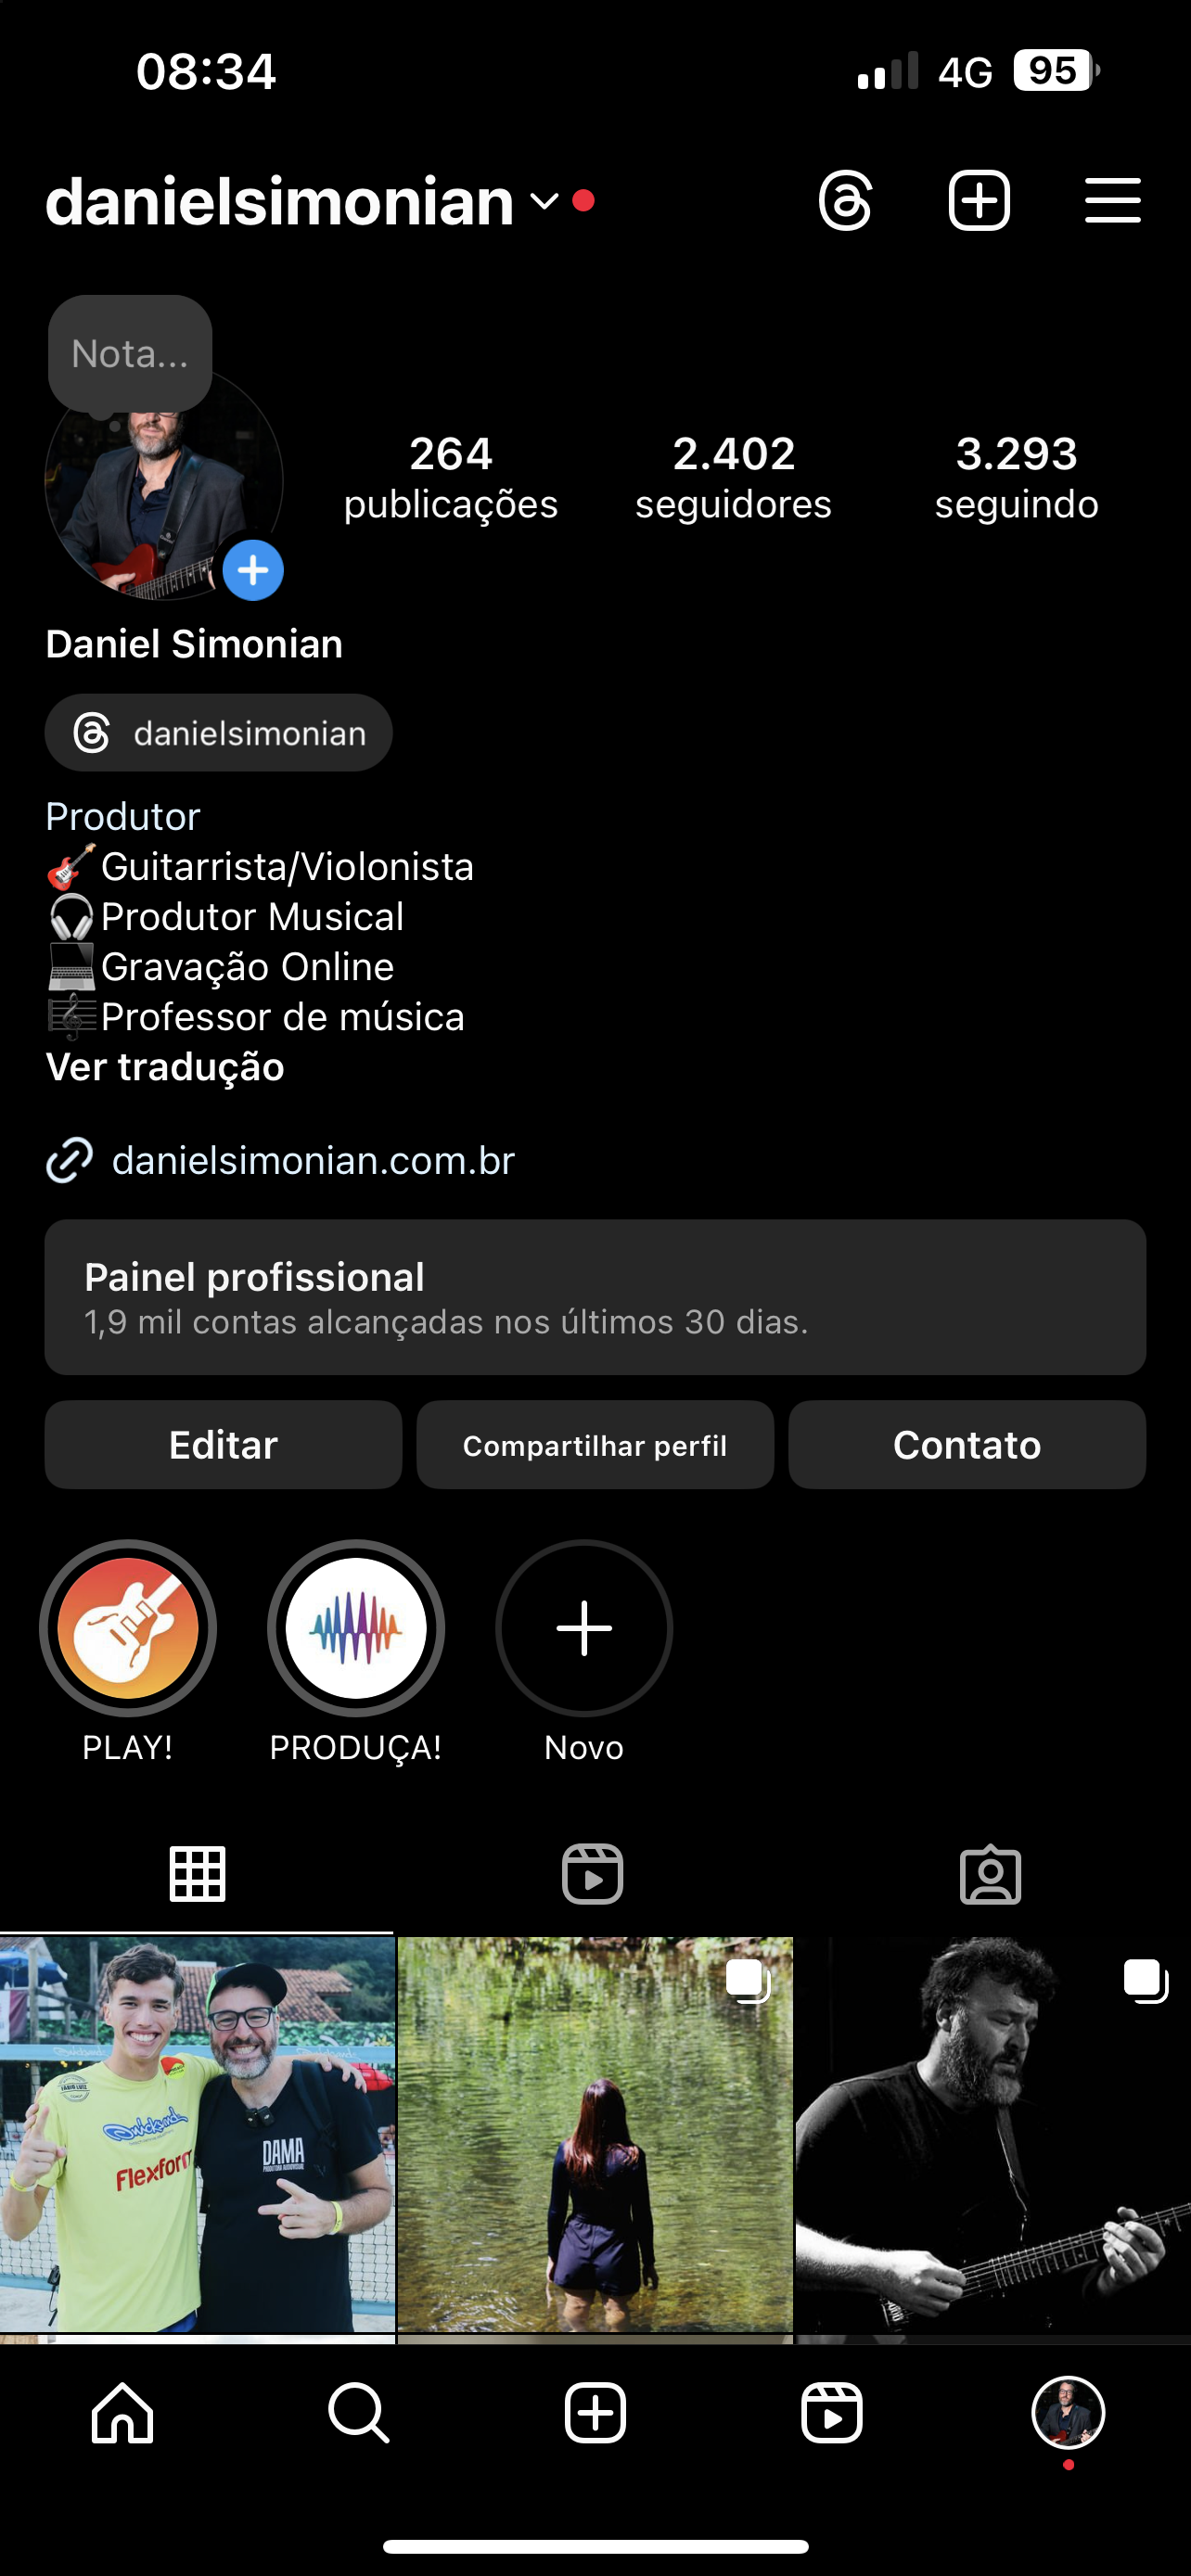 08:34
4G 95
danielsimonian
Nota...
264 2.402 3.293
publicações seguidores seguindo
Daniel Simonian
danielsimonian
Produtor
🎸Guitarrista/Violonista
🎧Produtor Musical
💻Gravação Online
🎼Professor de música
Ver tradução
danielsimonian.com.br
Painel profissional
1,9 mil contas alcançadas nos últimos 30 dias.
Editar Compartilhar perfil Contato
PLAY! PRODUÇA! Novo
Quicksand
Flexform
DAMA